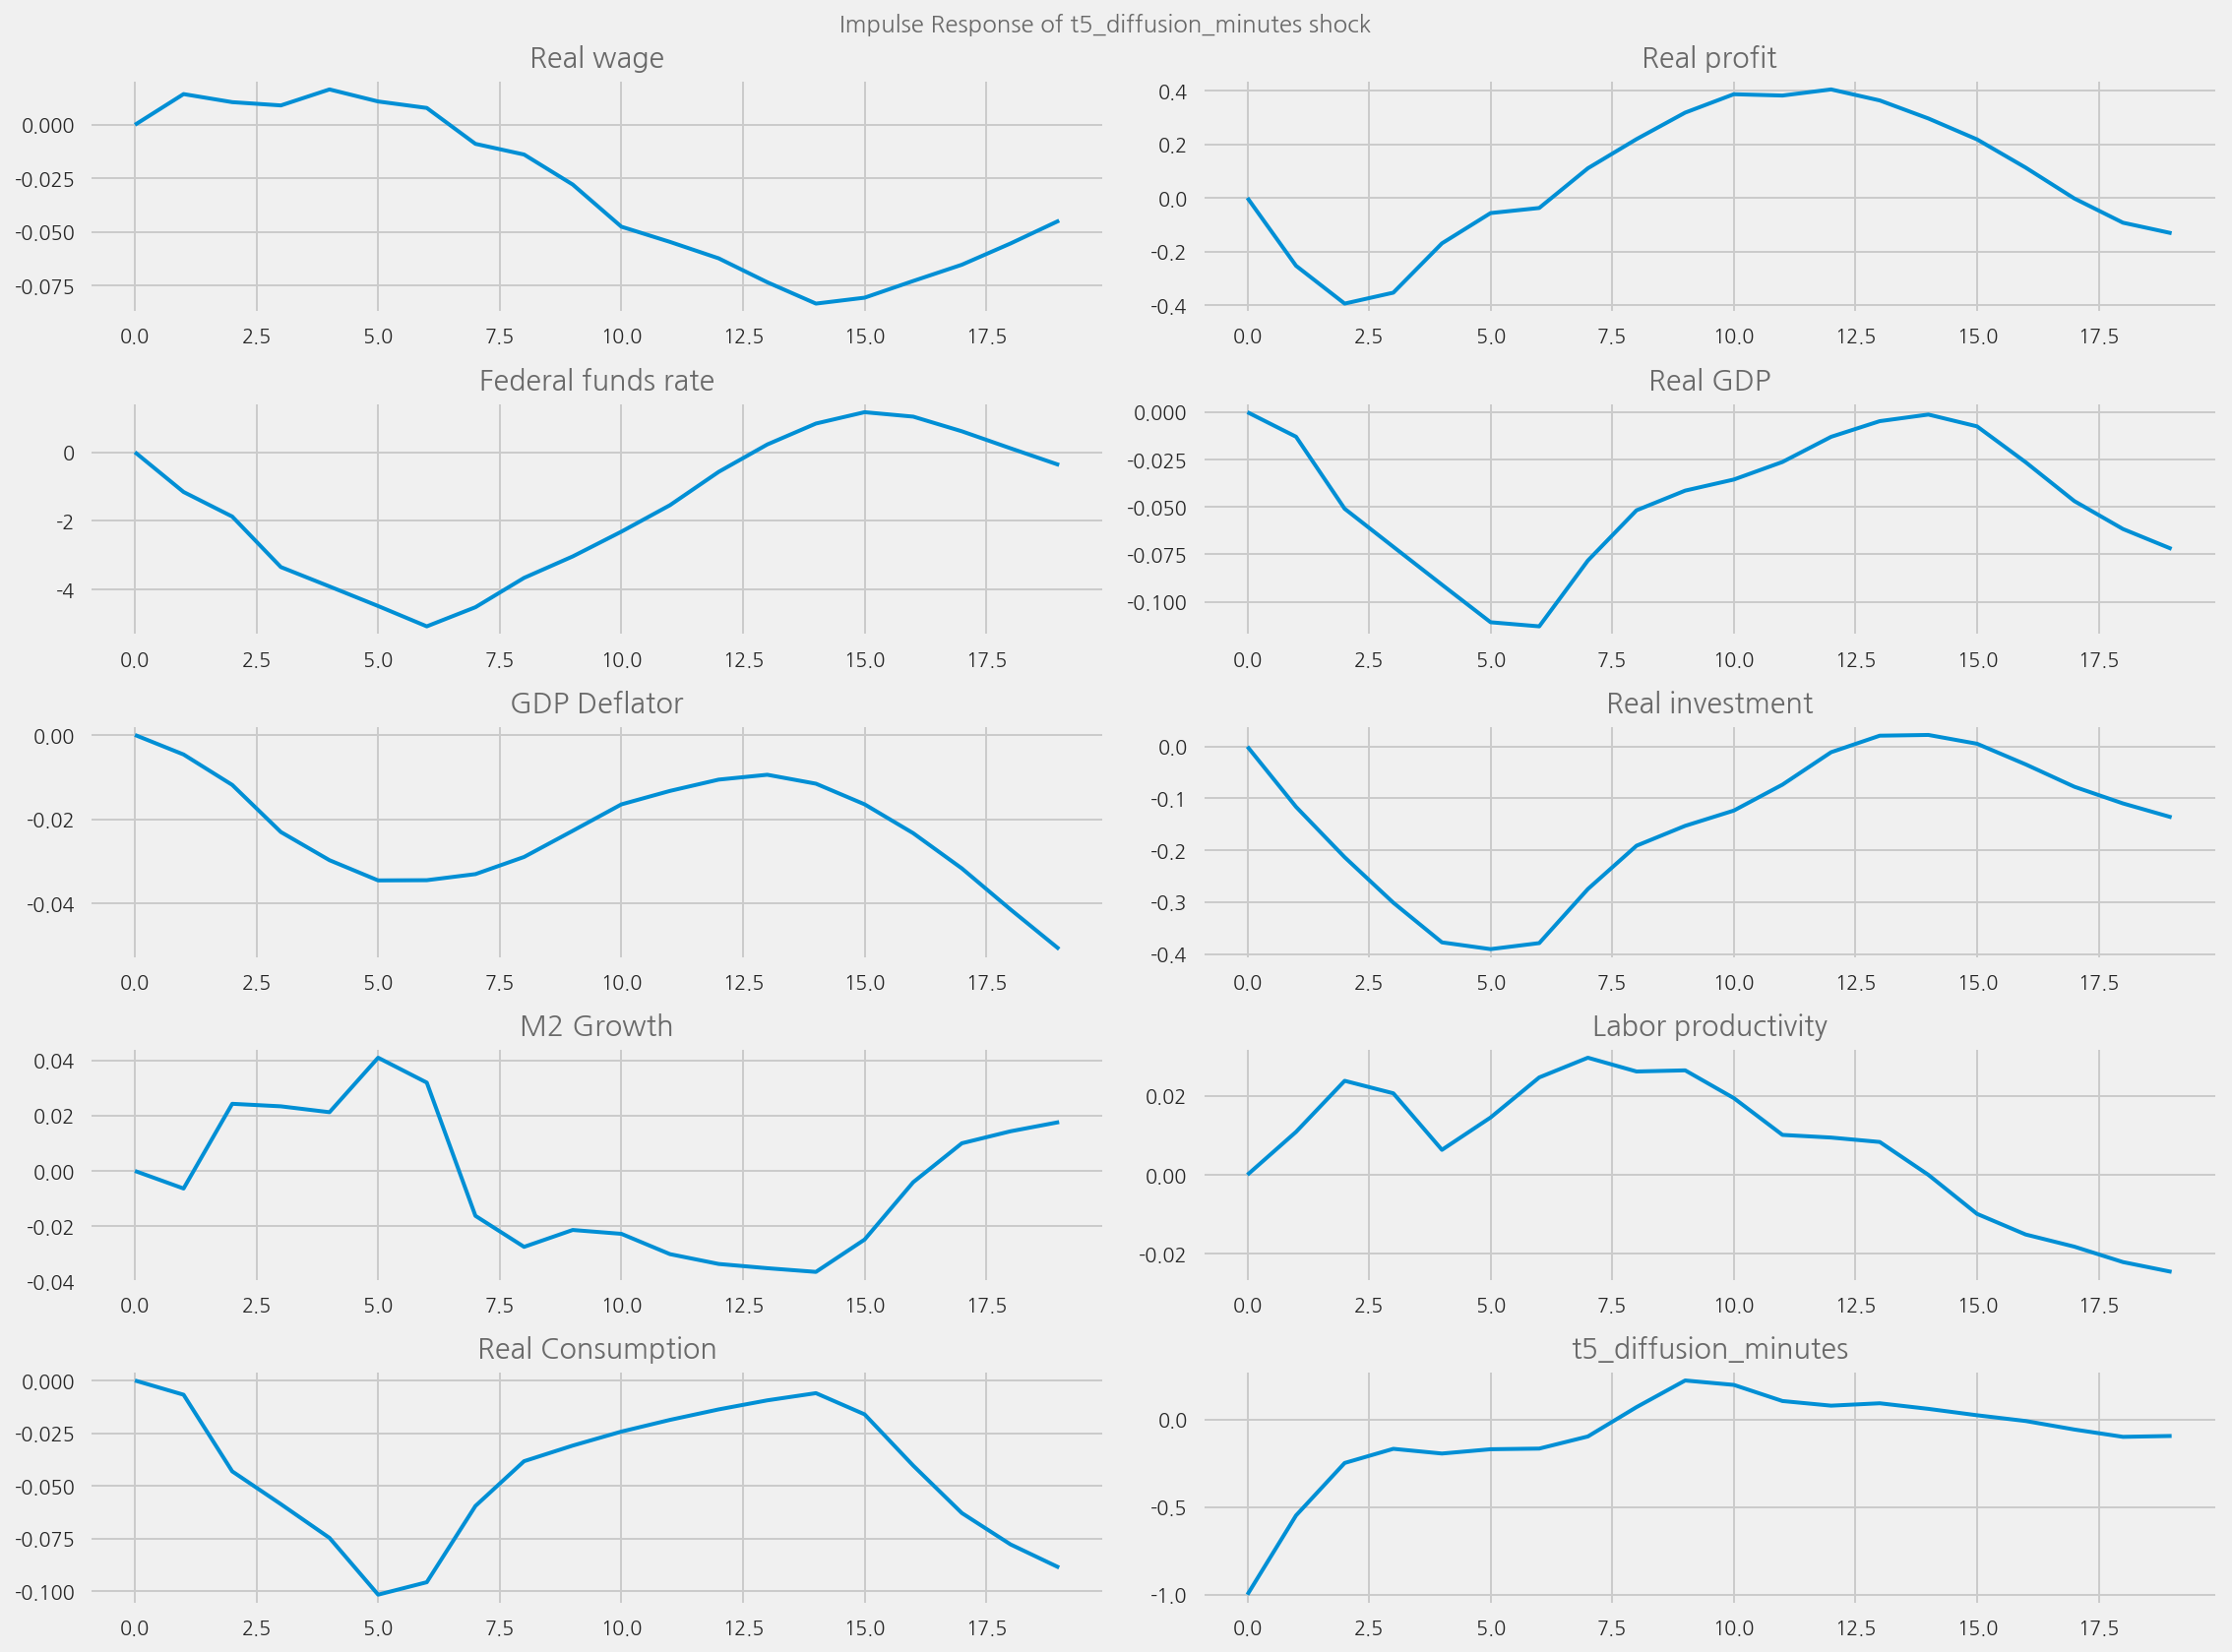 Impulse Response of t5_diffusion_minutes shock
Real wage
0.000
-0.025
-0.050
-0.075
0.0 2.5 5.0 7.5 10.0 12.5 15.0 17.5
Real profit
0.4
0.2
0.0
-0.2
-0.4
0.0 2.5 5.0 7.5 10.0 12.5 15.0 17.5
Federal funds rate
0
-2
-4
0.0 2.5 5.0 7.5 10.0 12.5 15.0 17.5
Real GDP
0.000
-0.025
-0.050
-0.075
-0.100
0.0 2.5 5.0 7.5 10.0 12.5 15.0 17.5
GDP Deflator
0.00
-0.02
-0.04
0.0 2.5 5.0 7.5 10.0 12.5 15.0 17.5
Real investment
0.0
-0.1
-0.2
-0.3
-0.4
0.0 2.5 5.0 7.5 10.0 12.5 15.0 17.5
M2 Growth
0.04
0.02
0.00
-0.02
-0.04
0.0 2.5 5.0 7.5 10.0 12.5 15.0 17.5
Labor productivity
0.02
0.00
-0.02
0.0 2.5 5.0 7.5 10.0 12.5 15.0 17.5
Real Consumption
0.000
-0.025
-0.050
-0.075
-0.100
0.0 2.5 5.0 7.5 10.0 12.5 15.0 17.5
t5_diffusion_minutes
0.0
-0.5
-1.0
0.0 2.5 5.0 7.5 10.0 12.5 15.0 17.5